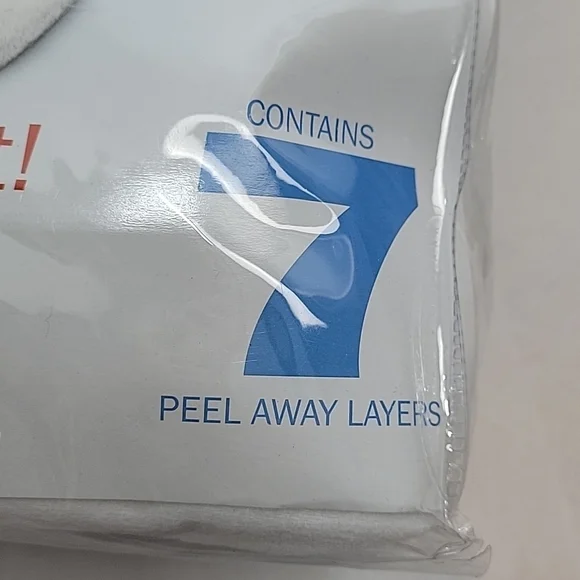 t!
CONTAINS
7
PEEL AWAY LAYERS